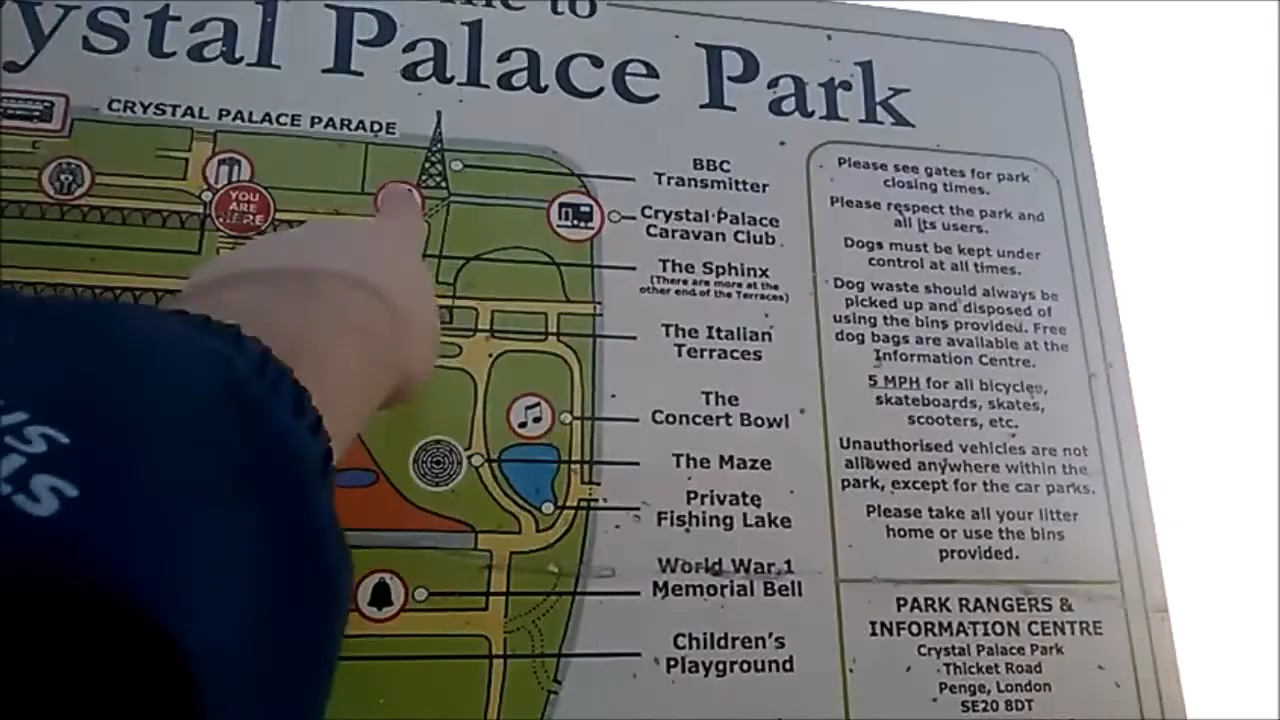 to
ystal Palace Park
CRYSTAL PALACE PARADE
YOU
ARE
HERE
BBC
Transmitter
Crystal Palace
Caravan Club
The Sphinx
(There are more at the
other end of the Terraces)
The Italian
Terraces
The
Concert Bowl
The Maze
Private
Fishing Lake
World War 1
Memorial Bell
Children's
Playground
Please see gates for park
closing times.
Please respect the park and
all its users.
Dogs must be kept under
control at all times.
Dog waste should always be
picked up and disposed of
using the bins provided. Free
dog bags are available at the
Information Centre.
5 MPH for all bicycles,
skateboards, skates,
scooters, etc.
Unauthorised vehicles are not
allowed anywhere within the
park, except for the car parks.
Please take all your litter
home or use the bins
provided.
PARK RANGERS &
INFORMATION CENTRE
Crystal Palace Park
Thicket Road
Penge, London
SE20 8DT